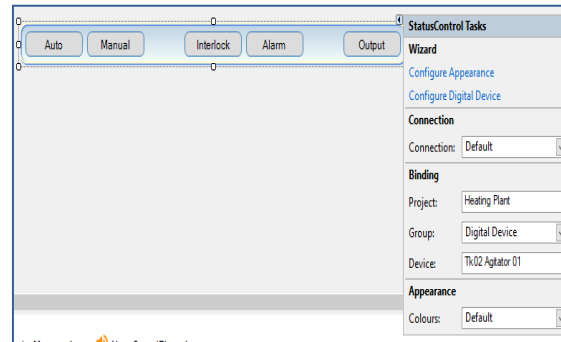 Auto Manual Interlock Alarm Output
StatusControl Tasks
Wizard
Configure Appearance
Configure Digital Device
Connection
Connection: Default
Binding
Project: Heating Plant
Group: Digital Device
Device: Tk02 Agitator 01
Appearance
Colours: Default